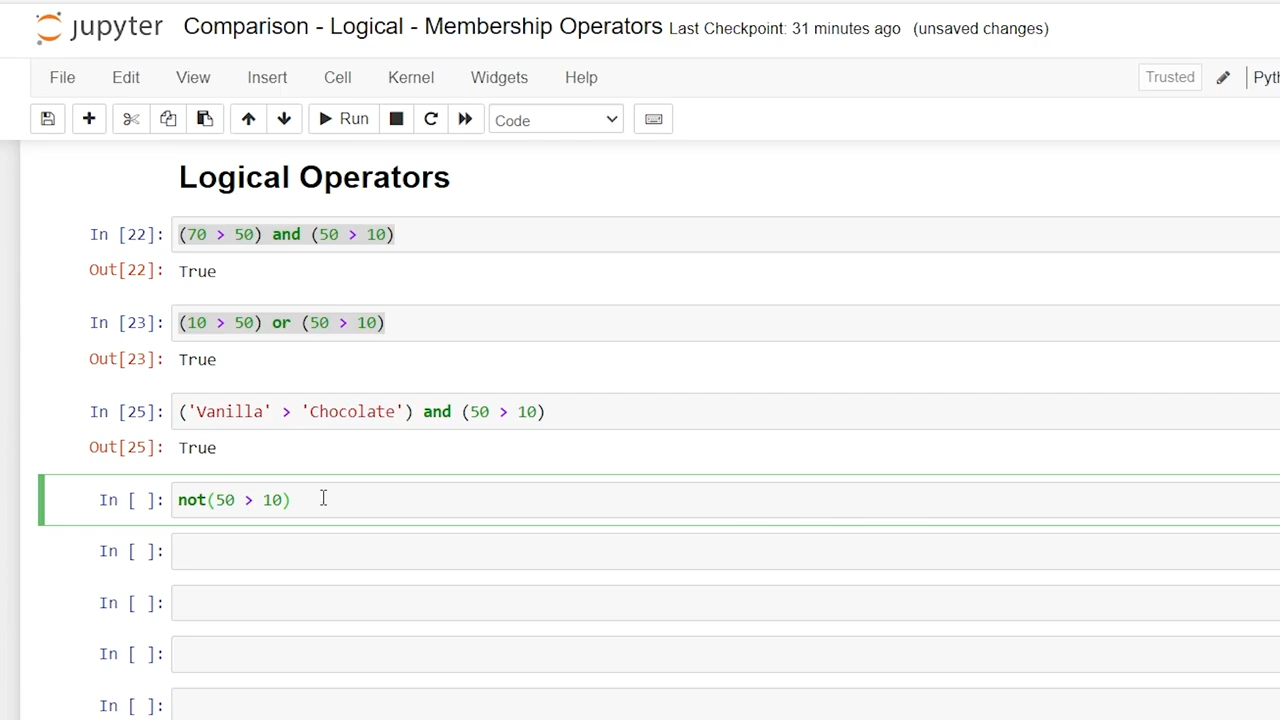 jupyter Comparison - Logical - Membership Operators Last Checkpoint: 31 minutes ago (unsaved changes)
File Edit View Insert Cell Kernel Widgets Help Trusted Pyth
Run Code
Logical Operators
In [22]: (70 > 50) and (50 > 10)
Out[22]: True
In [23]: (10 > 50) or (50 > 10)
Out[23]: True
In [25]: ('Vanilla' > 'Chocolate') and (50 > 10)
Out[25]: True
In [ ]: not(50 > 10)
In [ ]:
In [ ]:
In [ ]:
In [ ]: